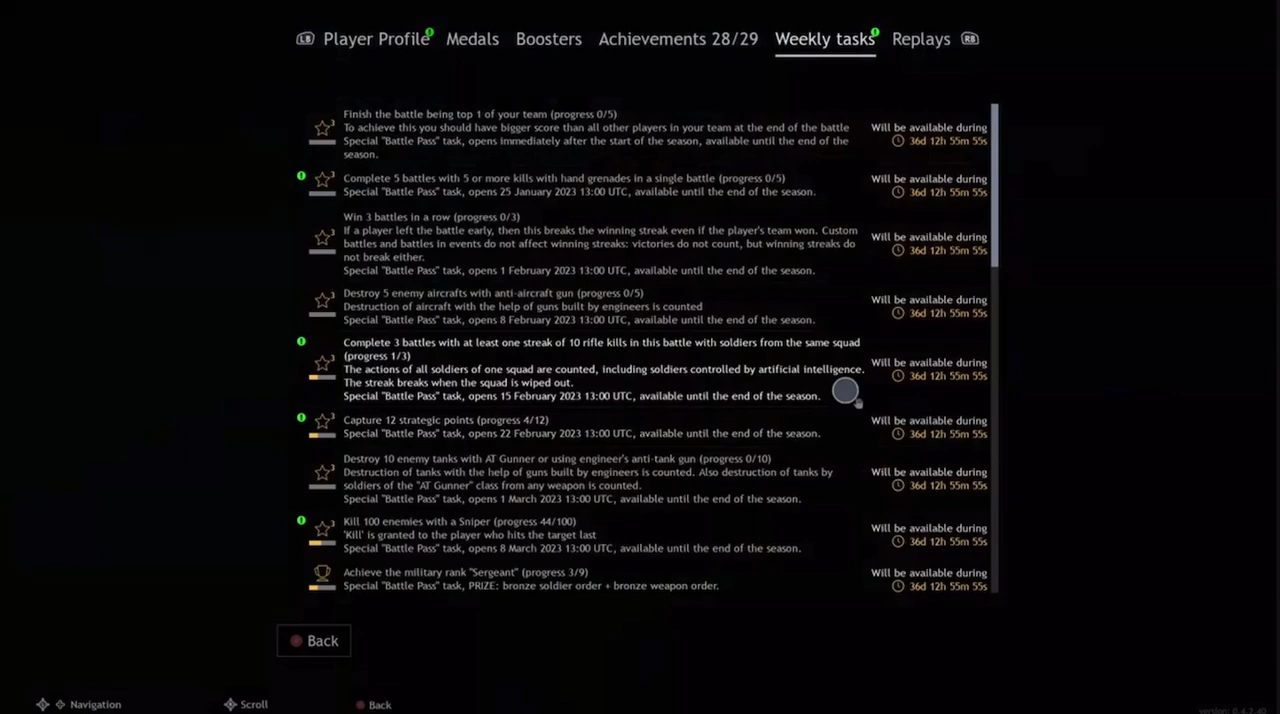 LB Player Profile Medals Boosters Achievements 28/29 Weekly tasks Replays RB
Finish the battle being top 1 of your team (progress 0/5)
To achieve this you should have bigger score than all other players in your team at the end of the battle
Special "Battle Pass" task, opens immediately after the start of the season, available until the end of the
season.
Will be available during
36d 12h 55m 55s
Complete 5 battles with 5 or more kills with hand grenades in a single battle (progress 0/5)
Special "Battle Pass" task, opens 25 January 2023 13:00 UTC, available until the end of the season.
Will be available during
36d 12h 55m 55s
Win 3 battles in a row (progress 0/3)
If a player left the battle early, then this breaks the winning streak even if the player's team won. Custom
battles and battles in events do not affect winning streaks: victories do not count, but winning streaks do
not break either.
Special "Battle Pass" task, opens 1 February 2023 13:00 UTC, available until the end of the season.
Will be available during
36d 12h 55m 55s
Destroy 5 enemy aircrafts with anti-aircraft gun (progress 0/5)
Destruction of aircraft with the help of guns built by engineers is counted
Special "Battle Pass" task, opens 8 February 2023 13:00 UTC, available until the end of the season.
Will be available during
36d 12h 55m 55s
Complete 3 battles with at least one streak of 10 rifle kills in this battle with soldiers from the same squad
(progress 1/3)
The actions of all soldiers of one squad are counted, including soldiers controlled by artificial intelligence.
The streak breaks when the squad is wiped out.
Special "Battle Pass" task, opens 15 February 2023 13:00 UTC, available until the end of the season.
Will be available during
36d 12h 55m 55s
Capture 12 strategic points (progress 4/12)
Special "Battle Pass" task, opens 22 February 2023 13:00 UTC, available until the end of the season.
Will be available during
36d 12h 55m 55s
Destroy 10 enemy tanks with AT Gunner or using engineer's anti-tank gun (progress 0/10)
Destruction of tanks with the help of guns built by engineers is counted. Also destruction of tanks by
soldiers of the "AT Gunner" class from any weapon is counted.
Special "Battle Pass" task, opens 1 March 2023 13:00 UTC, available until the end of the season.
Will be available during
36d 12h 55m 55s
Kill 100 enemies with a Sniper (progress 44/100)
'Kill' is granted to the player who hits the target last
Special "Battle Pass" task, opens 8 March 2023 13:00 UTC, available until the end of the season.
Will be available during
36d 12h 55m 55s
Achieve the military rank "Sergeant" (progress 3/9)
Special "Battle Pass" task, PRIZE: bronze soldier order + bronze weapon order.
Will be available during
36d 12h 55m 55s
Back
Navigation Scroll Back
version: 0.4.2.40